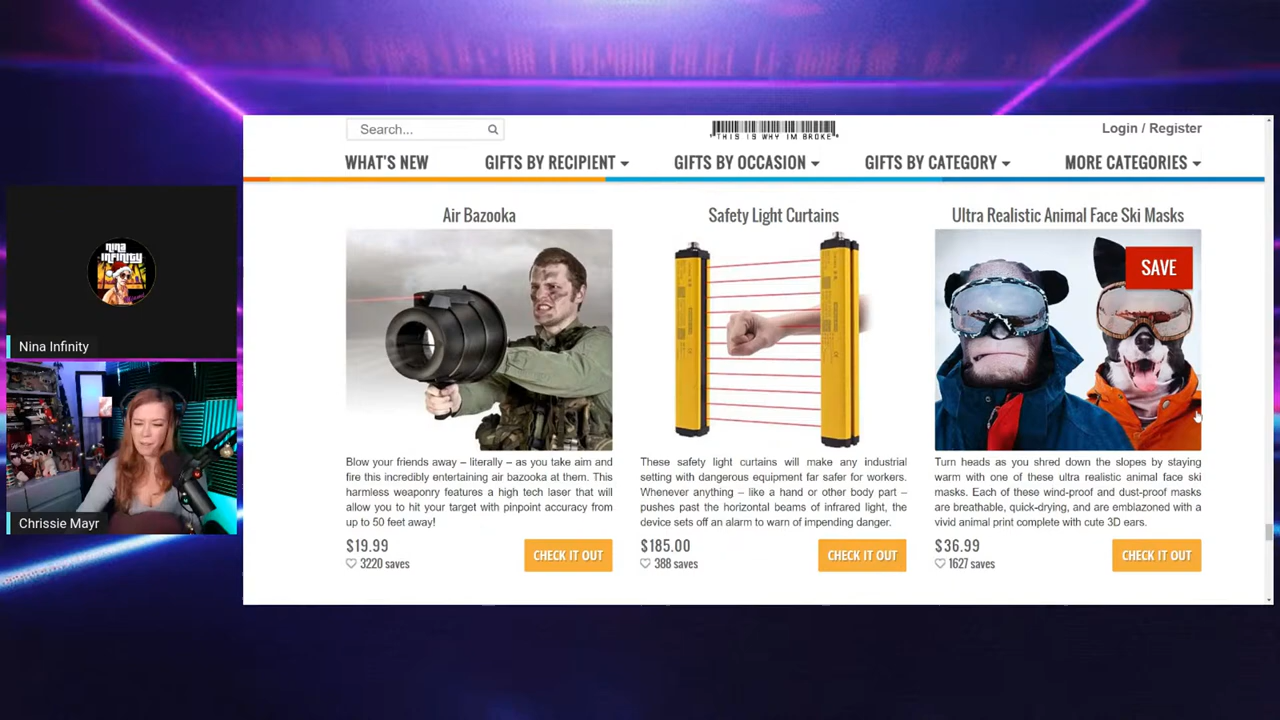 Search...
THIS IS WHY IM BROKE
Login / Register
WHAT'S NEW
GIFTS BY RECIPIENT
GIFTS BY OCCASION
GIFTS BY CATEGORY
MORE CATEGORIES
Air Bazooka
Blow your friends away – literally – as you take aim and
fire this incredibly entertaining air bazooka at them. This
harmless weaponry features a high tech laser that will
allow you to hit your target with pinpoint accuracy from
up to 50 feet away!
$19.99
3220 saves
CHECK IT OUT
Safety Light Curtains
These safety light curtains will make any industrial
setting with dangerous equipment far safer for workers.
Whenever anything – like a hand or other body part –
pushes past the horizontal beams of infrared light, the
device sets off an alarm to warn of impending danger.
$185.00
388 saves
CHECK IT OUT
Ultra Realistic Animal Face Ski Masks
SAVE
Turn heads as you shred down the slopes by staying
warm with one of these ultra realistic animal face ski
masks. Each of these wind-proof and dust-proof masks
are breathable, quick-drying, and are emblazoned with a
vivid animal print complete with cute 3D ears.
$36.99
1627 saves
CHECK IT OUT
nina
INFINITY
Nina Infinity
Chrissie Mayr